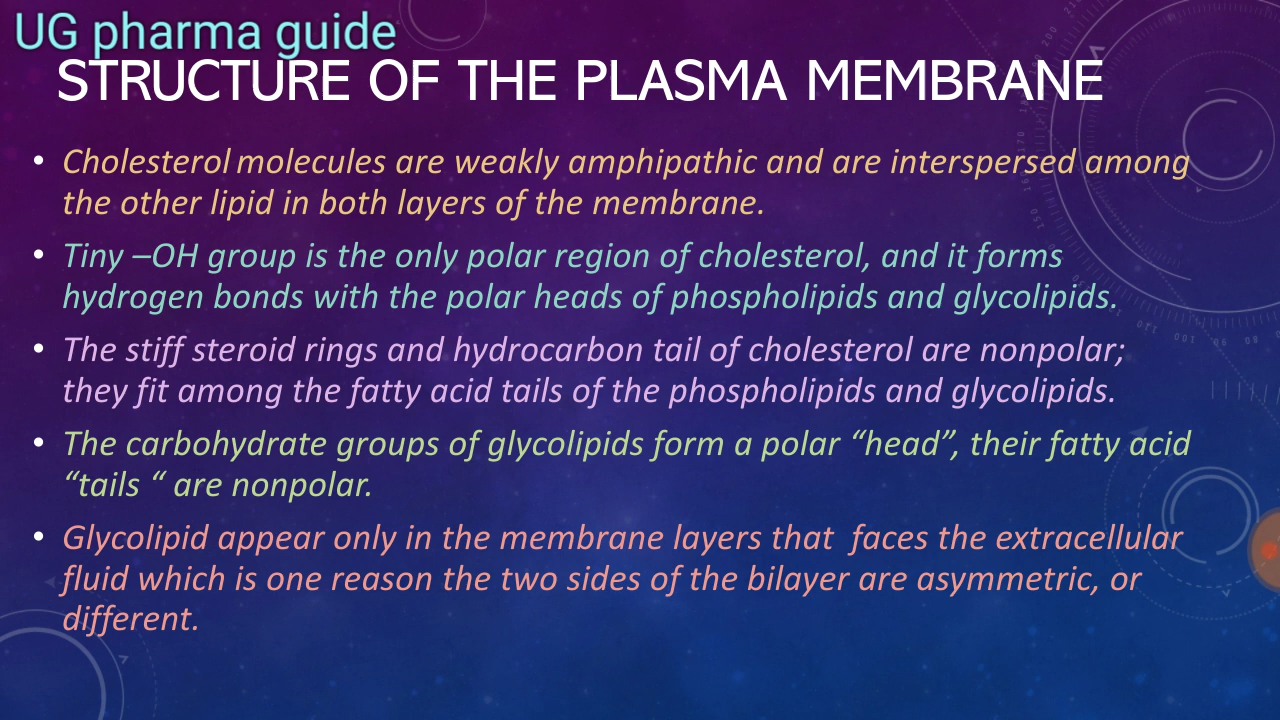 UG pharma guide
STRUCTURE OF THE PLASMA MEMBRANE
• Cholesterol molecules are weakly amphipathic and are interspersed among
the other lipid in both layers of the membrane.
• Tiny –OH group is the only polar region of cholesterol, and it forms
hydrogen bonds with the polar heads of phospholipids and glycolipids.
• The stiff steroid rings and hydrocarbon tail of cholesterol are nonpolar;
they fit among the fatty acid tails of the phospholipids and glycolipids.
• The carbohydrate groups of glycolipids form a polar “head”, their fatty acid
“tails “ are nonpolar.
• Glycolipid appear only in the membrane layers that  faces the extracellular
fluid which is one reason the two sides of the bilayer are asymmetric, or
different.